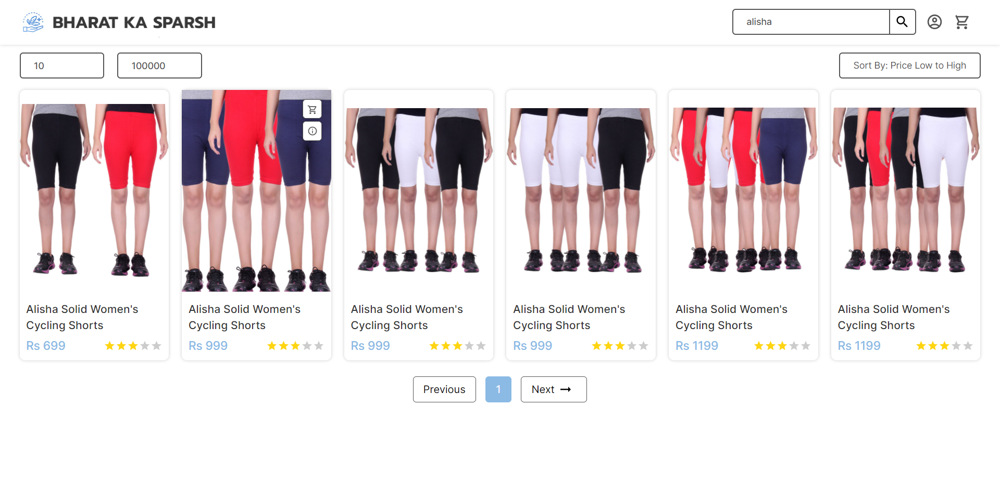 BHARAT KA SPARSH
alisha
10
100000
Sort By: Price Low to High
Alisha Solid Women's
Cycling Shorts
Rs 699
Alisha Solid Women's
Cycling Shorts
Rs 999
Alisha Solid Women's
Cycling Shorts
Rs 999
Alisha Solid Women's
Cycling Shorts
Rs 999
Alisha Solid Women's
Cycling Shorts
Rs 1199
Alisha Solid Women's
Cycling Shorts
Rs 1199
Previous
1
Next